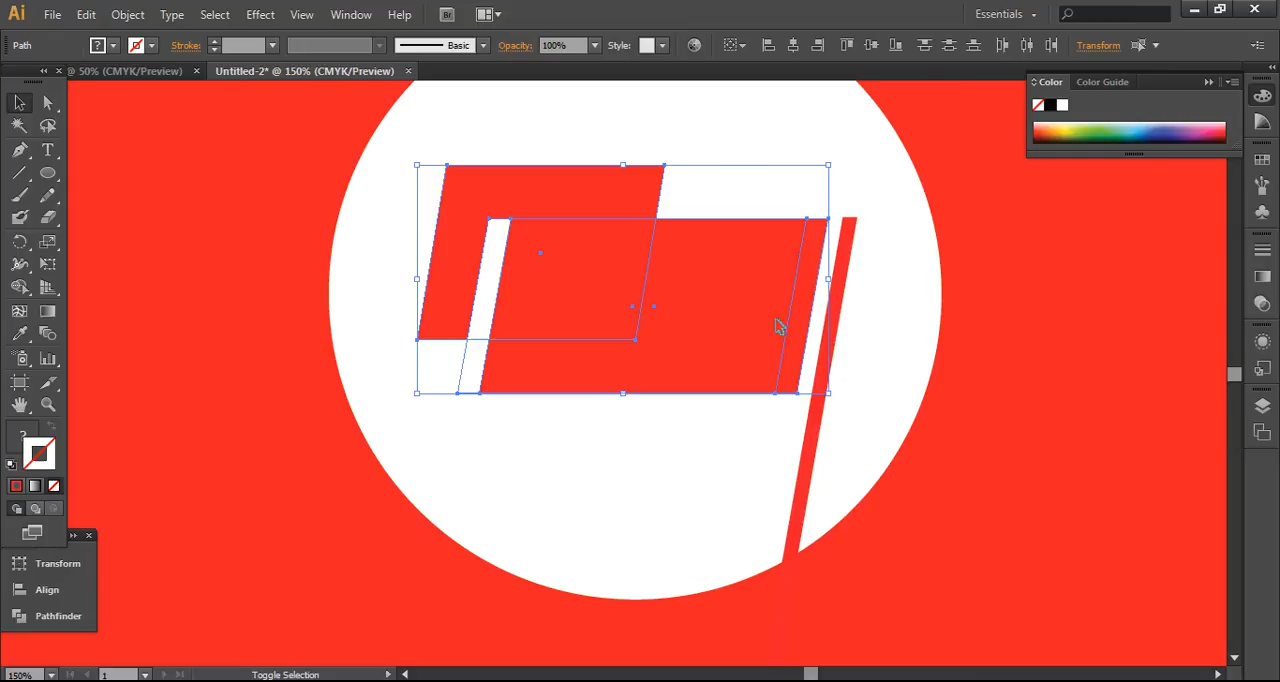 Ai File Edit Object Type Select Effect View Window Help Br Essentials
Path ? Stroke: Basic Opacity: 100% Style: Transform
@ 50% (CMYK/Preview) × Untitled-2* @ 150% (CMYK/Preview) ×
Color Color Guide
T
?
Transform
Align
Pathfinder
150% 1 Toggle Selection